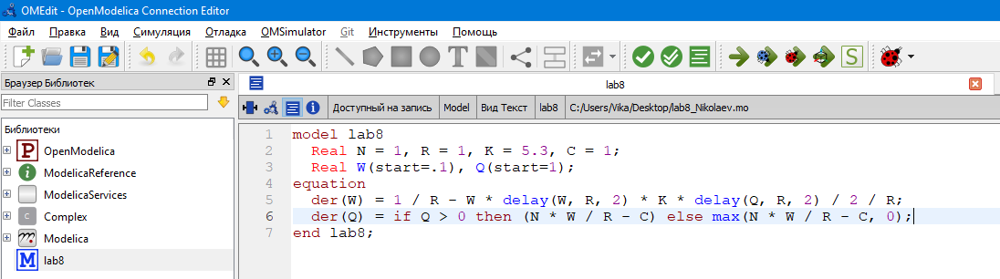 OMEdit - OpenModelica Connection Editor
Файл Правка Вид Симуляция Отладка QMSimulator Git Инструменты Помощь
S
Браузер Библиотек
lab8
Filter Classes
Доступный на запись Model Вид Текст lab8 C:/Users/Vika/Desktop/lab8_Nikolaev.mo
Библиотеки
P OpenModelica
i ModelicaReference
ModelicaServices
C Complex
m Modelica
M lab8
1 model lab8
2 Real N = 1, R = 1, K = 5.3, C = 1;
3 Real W(start=.1), Q(start=1);
4 equation
5 der(W) = 1 / R - W * delay(W, R, 2) * K * delay(Q, R, 2) / 2 / R;
6 der(Q) = if Q > 0 then (N * W / R - C) else max(N * W / R - C, 0);
7 end lab8;